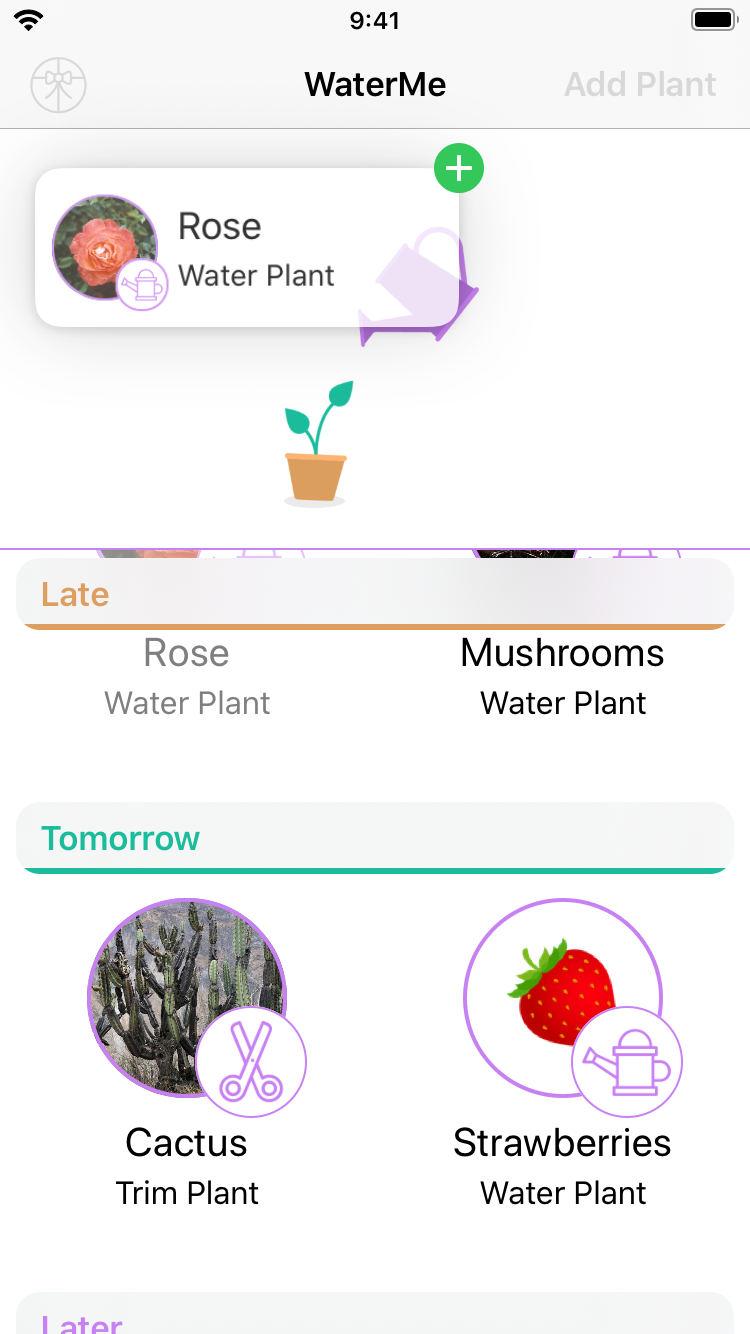 9:41
WaterMe
Add Plant
Rose
Water Plant
Late
Rose
Water Plant
Mushrooms
Water Plant
Tomorrow
Cactus
Trim Plant
Strawberries
Water Plant
Later